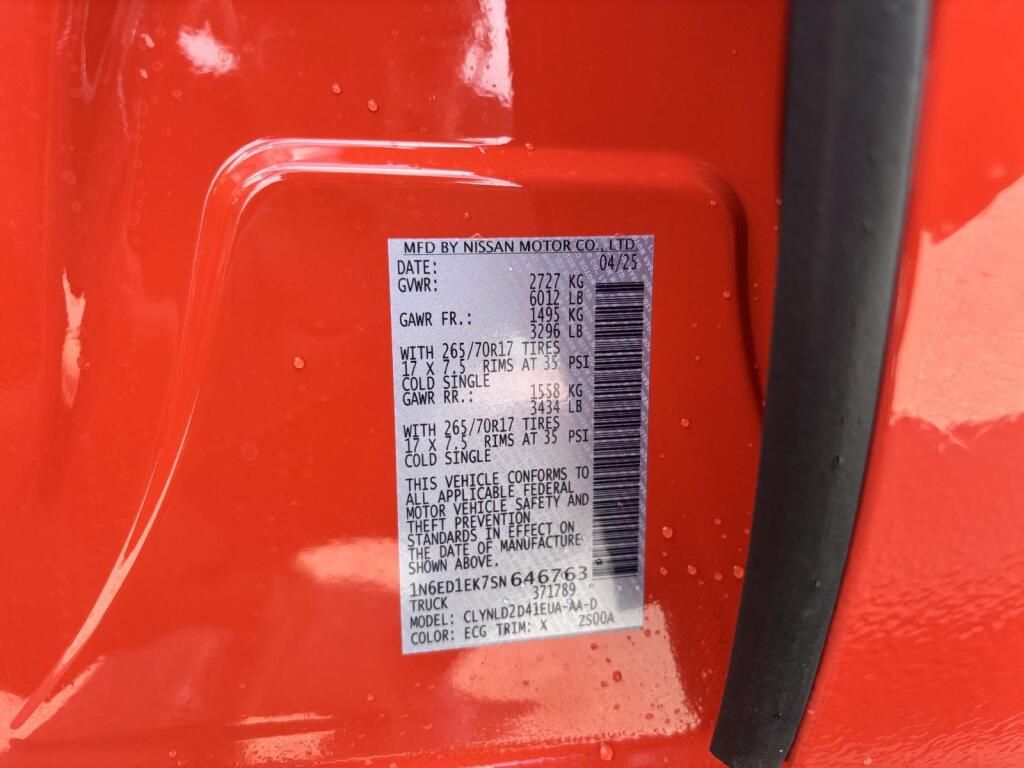 MFD BY NISSAN MOTOR CO., LTD.
DATE: 04/25
GVWR: 2727 KG
6012 LB
GAWR FR.: 1495 KG
3296 LB
WITH 265/70R17 TIRES
17 X 7.5 RIMS AT 35 PSI
COLD SINGLE
GAWR RR.: 1558 KG
3434 LB
WITH 265/70R17 TIRES
17 X 7.5 RIMS AT 35 PSI
COLD SINGLE
THIS VEHICLE CONFORMS TO
ALL APPLICABLE FEDERAL
MOTOR VEHICLE SAFETY AND
THEFT PREVENTION
STANDARDS IN EFFECT ON
THE DATE OF MANUFACTURE
SHOWN ABOVE.
1N6ED1EK7SN646763
TRUCK 371789
MODEL: CLYNLD2D41EUA-AA-D
COLOR: ECG TRIM: X ZS00A